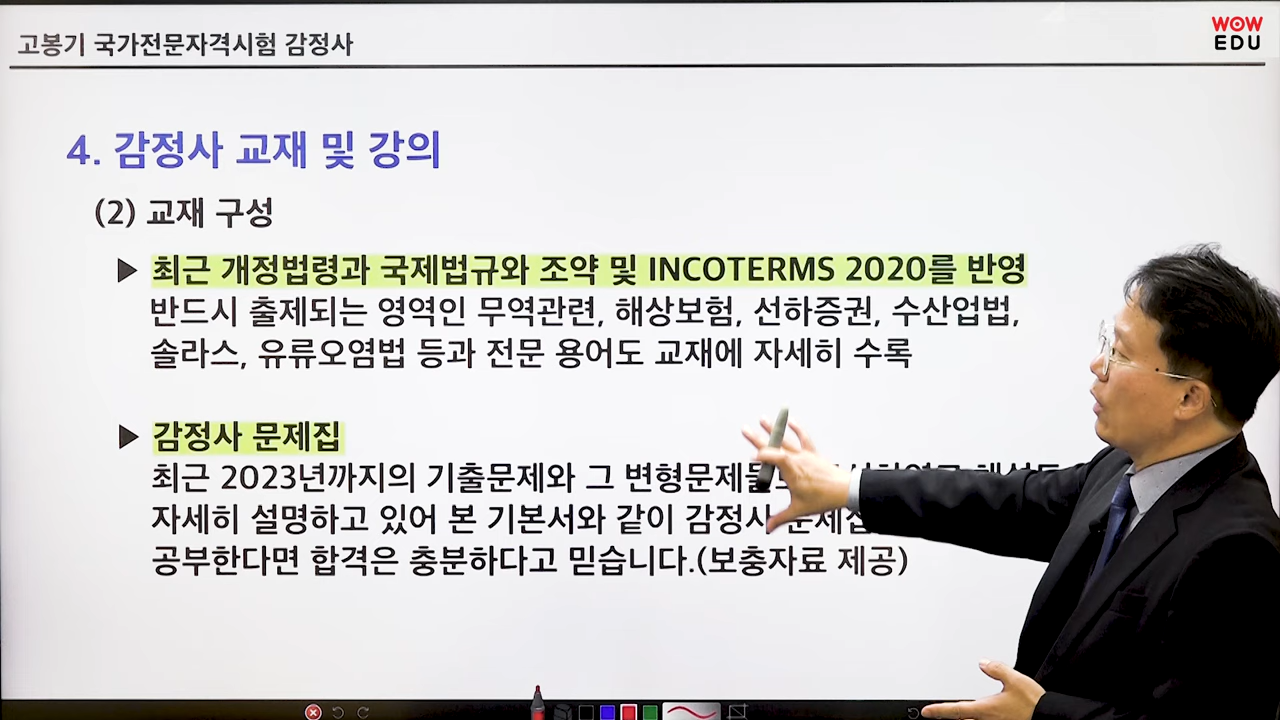 고봉기 국가전문자격시험 감정사
WOW
EDU
4. 감정사 교재 및 강의
(2) 교재 구성
▶ 최근 개정법령과 국제법규와 조약 및 INCOTERMS 2020를 반영
반드시 출제되는 영역인 무역관련, 해상보험, 선하증권, 수산업법,
솔라스, 유류오염법 등과 전문 용어도 교재에 자세히 수록
▶ 감정사 문제집
최근 2023년까지의 기출문제와 그 변형문제들
자세히 설명하고 있어 본 기본서와 같이 감정사 문제집
공부한다면 합격은 충분하다고 믿습니다.(보충자료 제공)